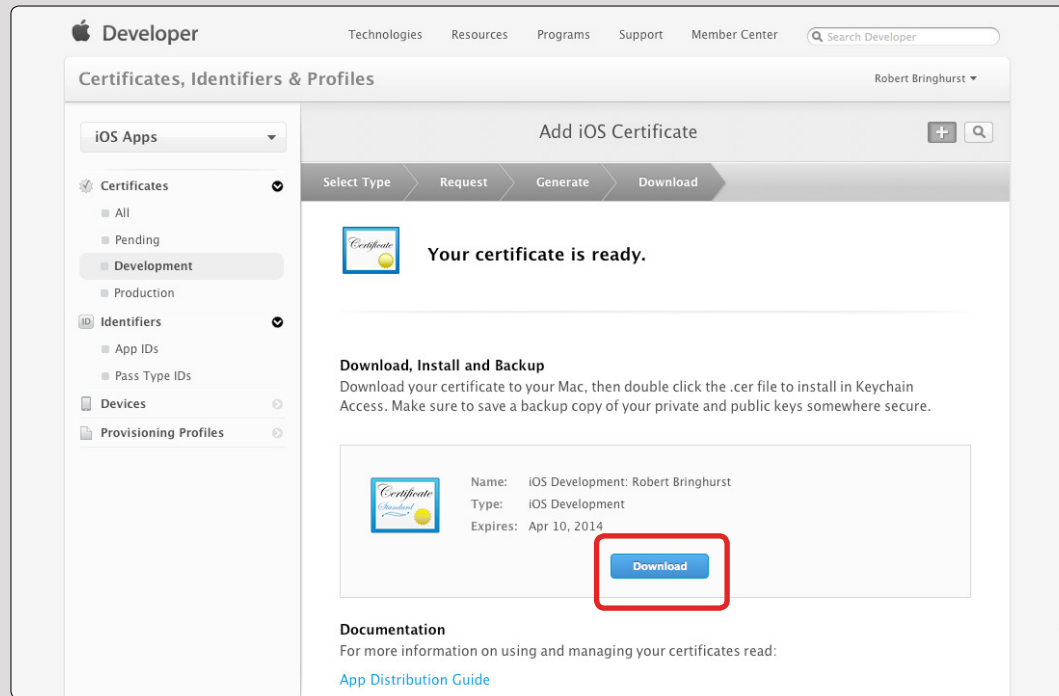 Developer
Technologies Resources Programs Support Member Center Search Developer
Certificates, Identifiers & Profiles
Robert Bringhurst
iOS Apps
Certificates
All
Pending
Development
Production
ID Identifiers
App IDs
Pass Type IDs
Devices
Provisioning Profiles
Add iOS Certificate
Select Type Request Generate Download
Certificate
Your certificate is ready.
Download, Install and Backup
Download your certificate to your Mac, then double click the .cer file to install in Keychain
Access. Make sure to save a backup copy of your private and public keys somewhere secure.
Certificate
Standard
Name: iOS Development: Robert Bringhurst
Type: iOS Development
Expires: Apr 10, 2014
Download
Documentation
For more information on using and managing your certificates read:
App Distribution Guide